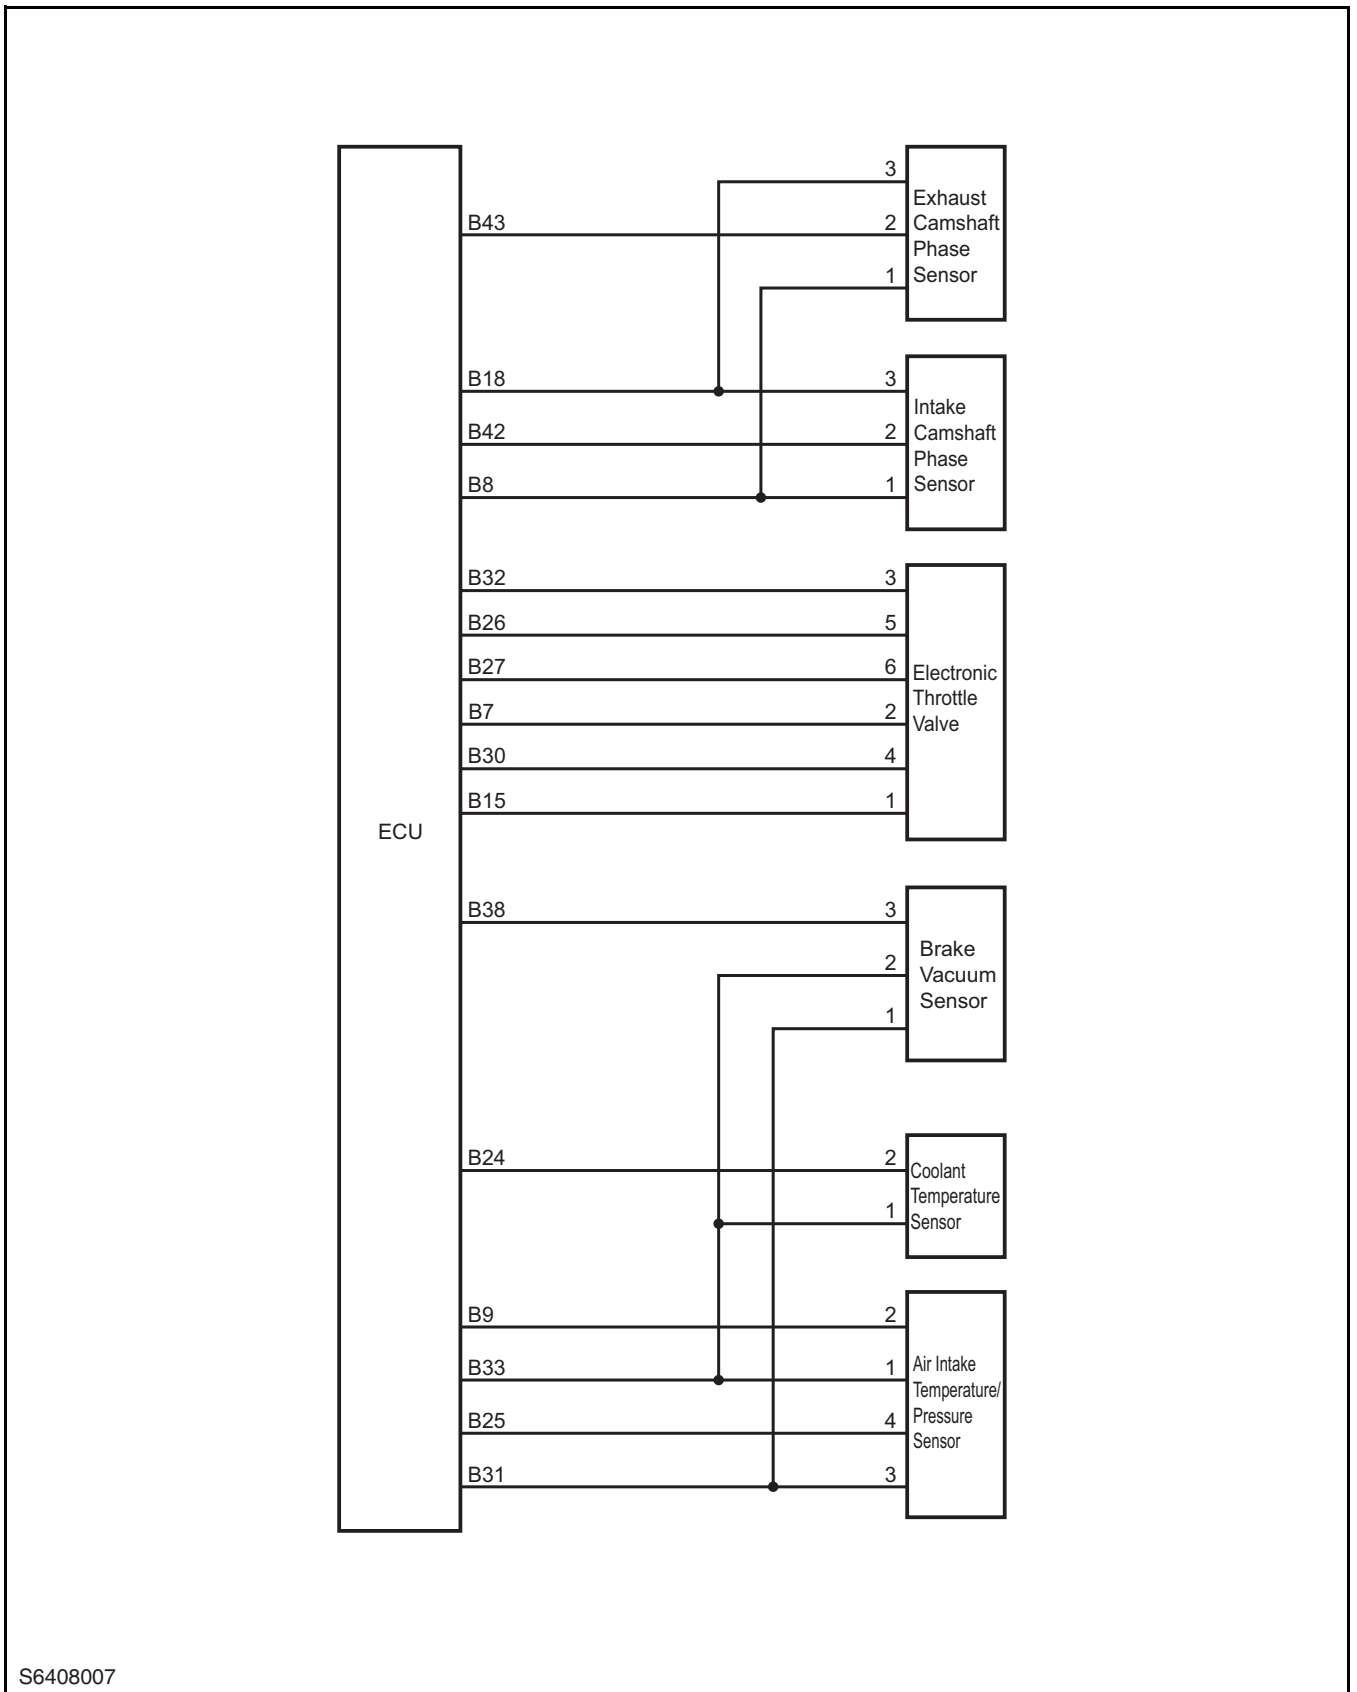 3
Exhaust
B43
2
Camshaft
Phase
1
Sensor
B18
3
Intake
B42
2
Camshaft
Phase
B8
1
Sensor
B32
3
B26
5
B27
6
Electronic
Throttle
B7
2
Valve
B30
4
B15
1
ECU
B38
3
Brake
2
Vacuum
Sensor
1
B24
2
Coolant
Temperature
1
Sensor
B9
2
B33
1
Air Intake
Temperature/
B25
4
Pressure
Sensor
B31
3
S6408007